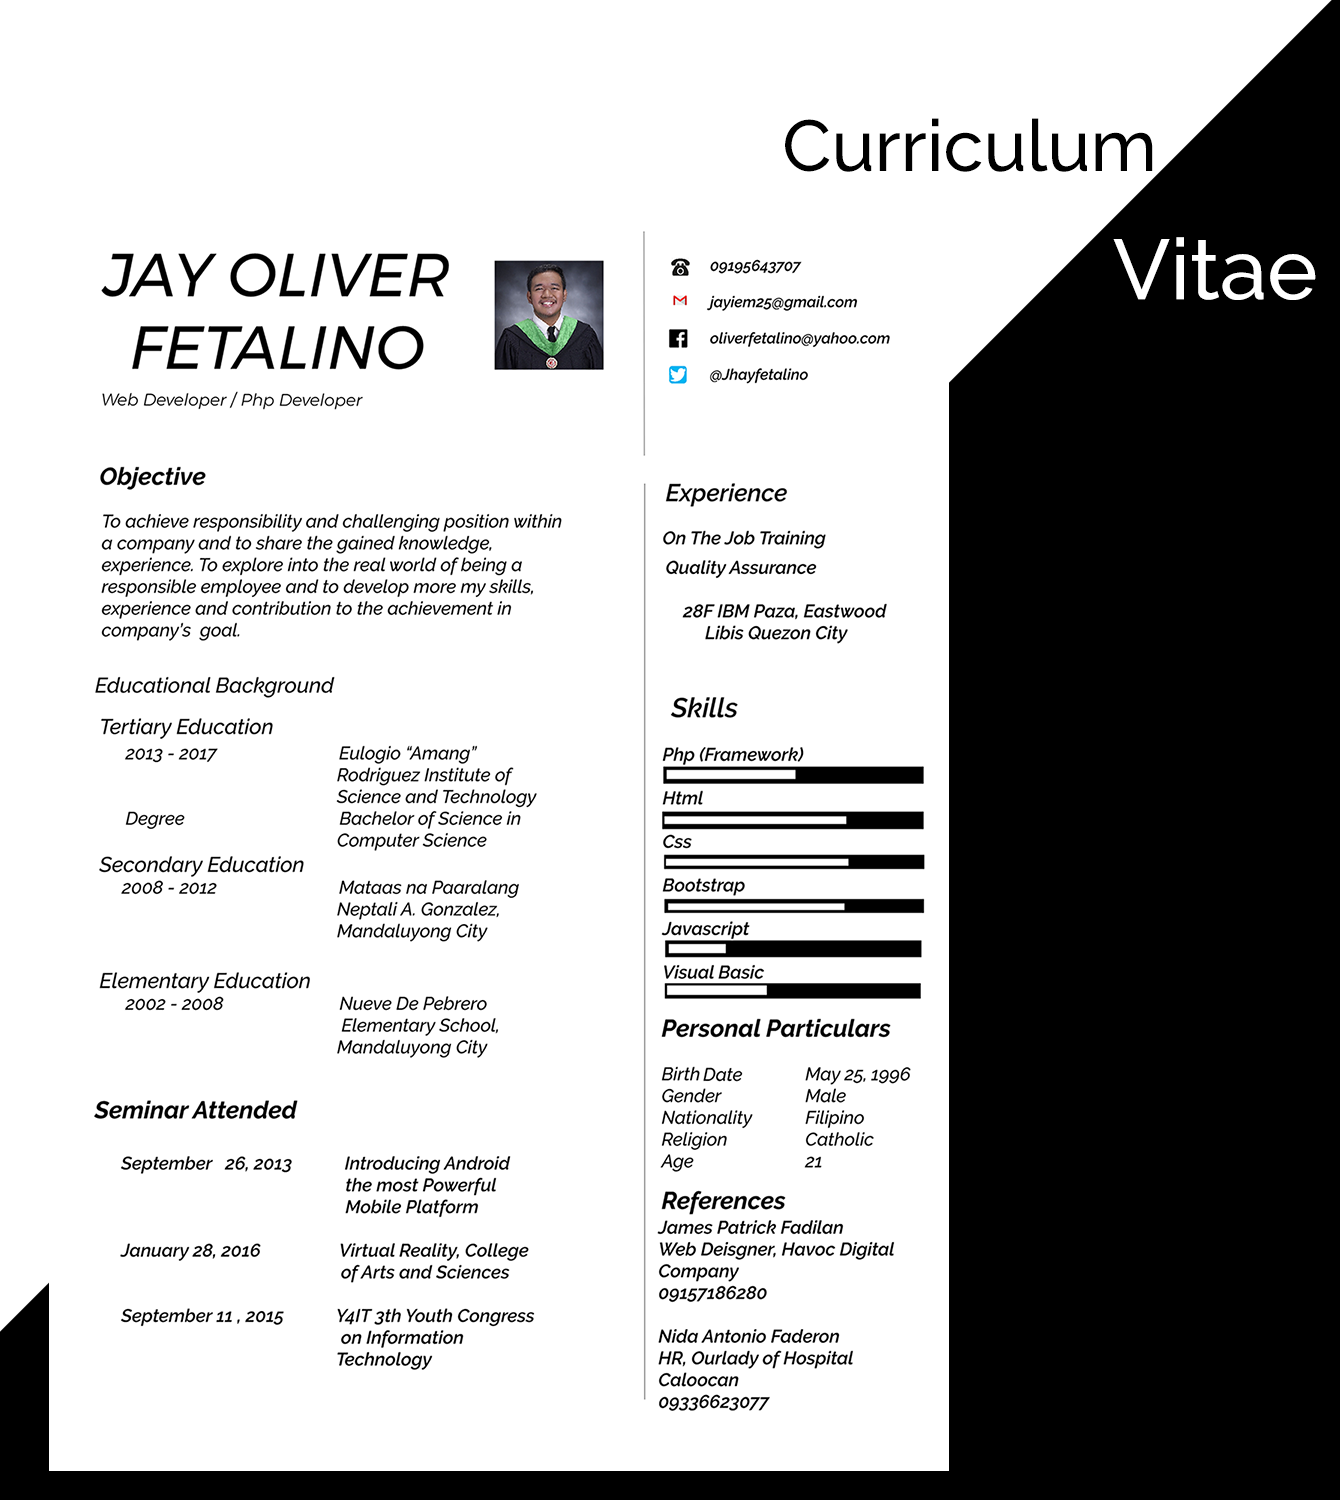 Curriculum
Vitae
JAY OLIVER
FETALINO
Web Developer / Php Developer
09195643707
jayiem25@gmail.com
oliverfetalino@yahoo.com
@Jhayfetalino
Objective
To achieve responsibility and challenging position within
a company and to share the gained knowledge,
experience. To explore into the real world of being a
responsible employee and to develop more my skills,
experience and contribution to the achievement in
company's goal.
Educational Background
Tertiary Education
2013 - 2017 Eulogio “Amang”
Rodriguez Institute of
Science and Technology
Degree Bachelor of Science in
Computer Science
Secondary Education
2008 - 2012 Mataas na Paaralang
Neptali A. Gonzalez,
Mandaluyong City
Elementary Education
2002 - 2008 Nueve De Pebrero
Elementary School,
Mandaluyong City
Seminar Attended
September 26, 2013 Introducing Android
the most Powerful
Mobile Platform
January 28, 2016 Virtual Reality, College
of Arts and Sciences
September 11 , 2015 Y4IT 3th Youth Congress
on Information
Technology
Experience
On The Job Training
Quality Assurance
28F IBM Paza, Eastwood
Libis Quezon City
Skills
Php (Framework)
Html
Css
Bootstrap
Javascript
Visual Basic
Personal Particulars
Birth Date May 25, 1996
Gender Male
Nationality Filipino
Religion Catholic
Age 21
References
James Patrick Fadilan
Web Deisgner, Havoc Digital
Company
09157186280
Nida Antonio Faderon
HR, Ourlady of Hospital
Caloocan
09336623077